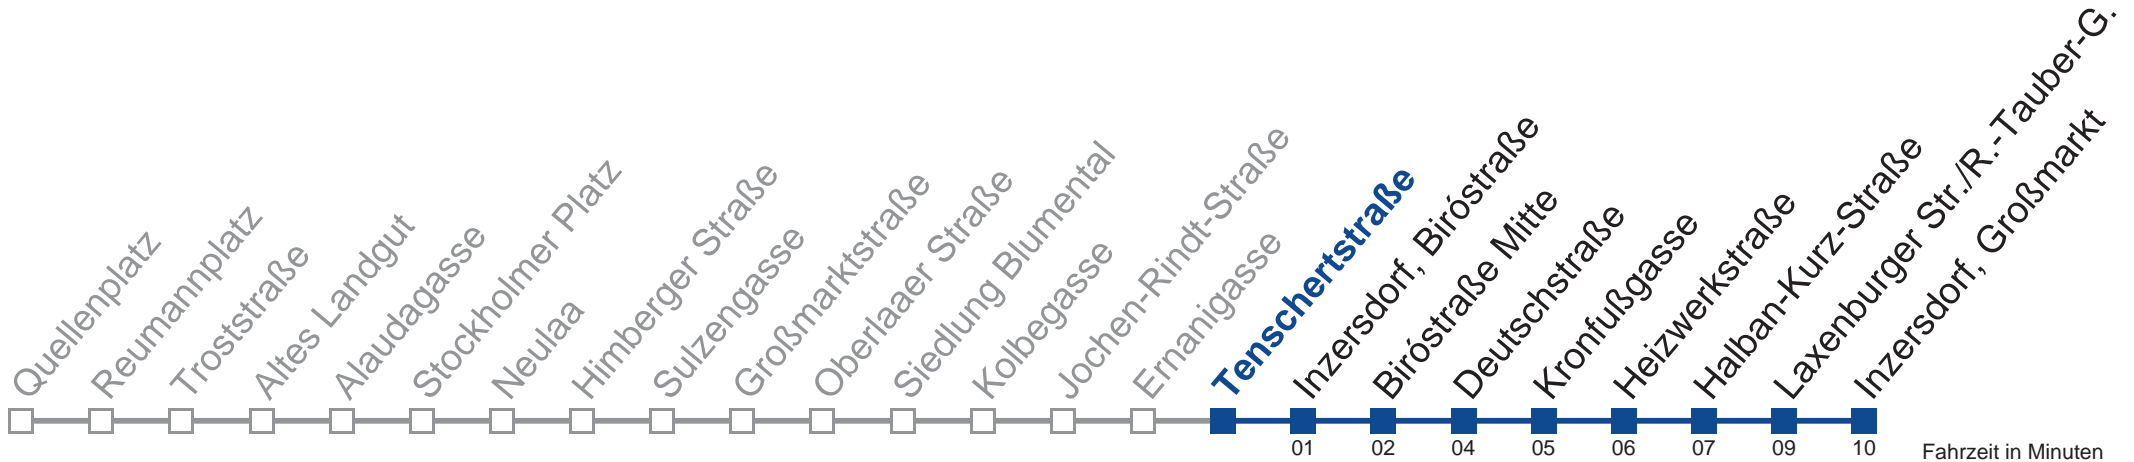 Quellenplatz
Reumannplatz
Troststraße
Altes Landgut
Alaudagasse
Stockholmer Platz
Neulaa
Himberger Straße
Sulzengasse
Großmarktstraße
Oberlaaer Straße
Siedlung Blumental
Kolbegasse
Jochen-Rindt-Straße
Ernanigasse
Tenschertstraße
Inzersdorf, Biróstraße
Biróstraße Mitte
Deutschstraße
Kronfußgasse
Heizwerkstraße
Halban-Kurz-Straße
Laxenburger Str./R.-Tauber-G.
Inzersdorf, Großmarkt
01 02 04 05 06 07 09 10
Fahrzeit in Minuten